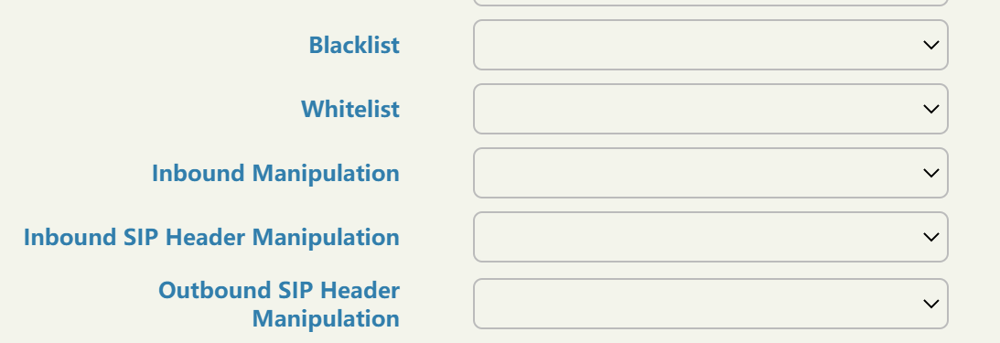 Blacklist
Whitelist
Inbound Manipulation
Inbound SIP Header Manipulation
Outbound SIP Header
Manipulation